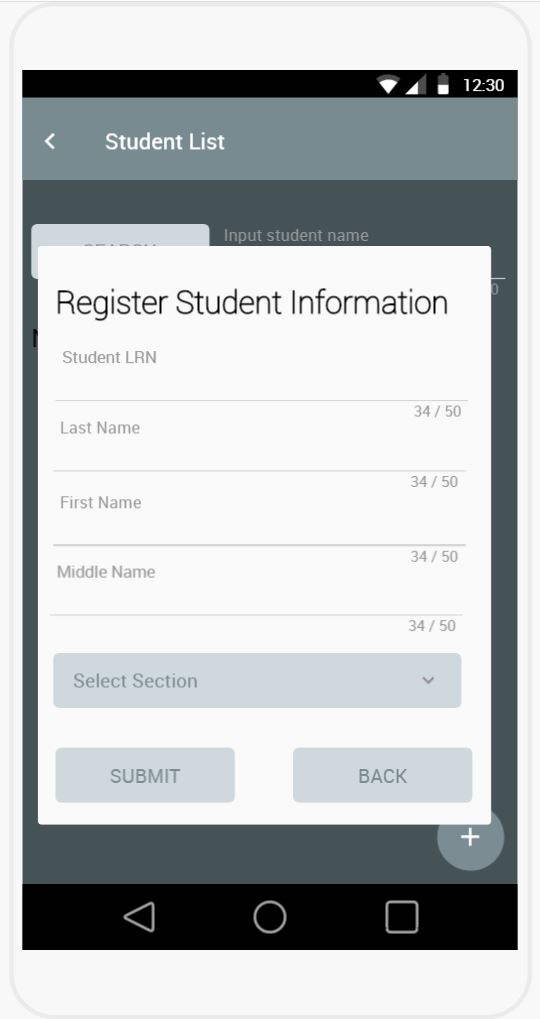 12:30
Student List
Input student name
0
Register Student Information
Student LRN
34 / 50
Last Name
34 / 50
First Name
34 / 50
Middle Name
34 / 50
Select Section
SUBMIT BACK
+